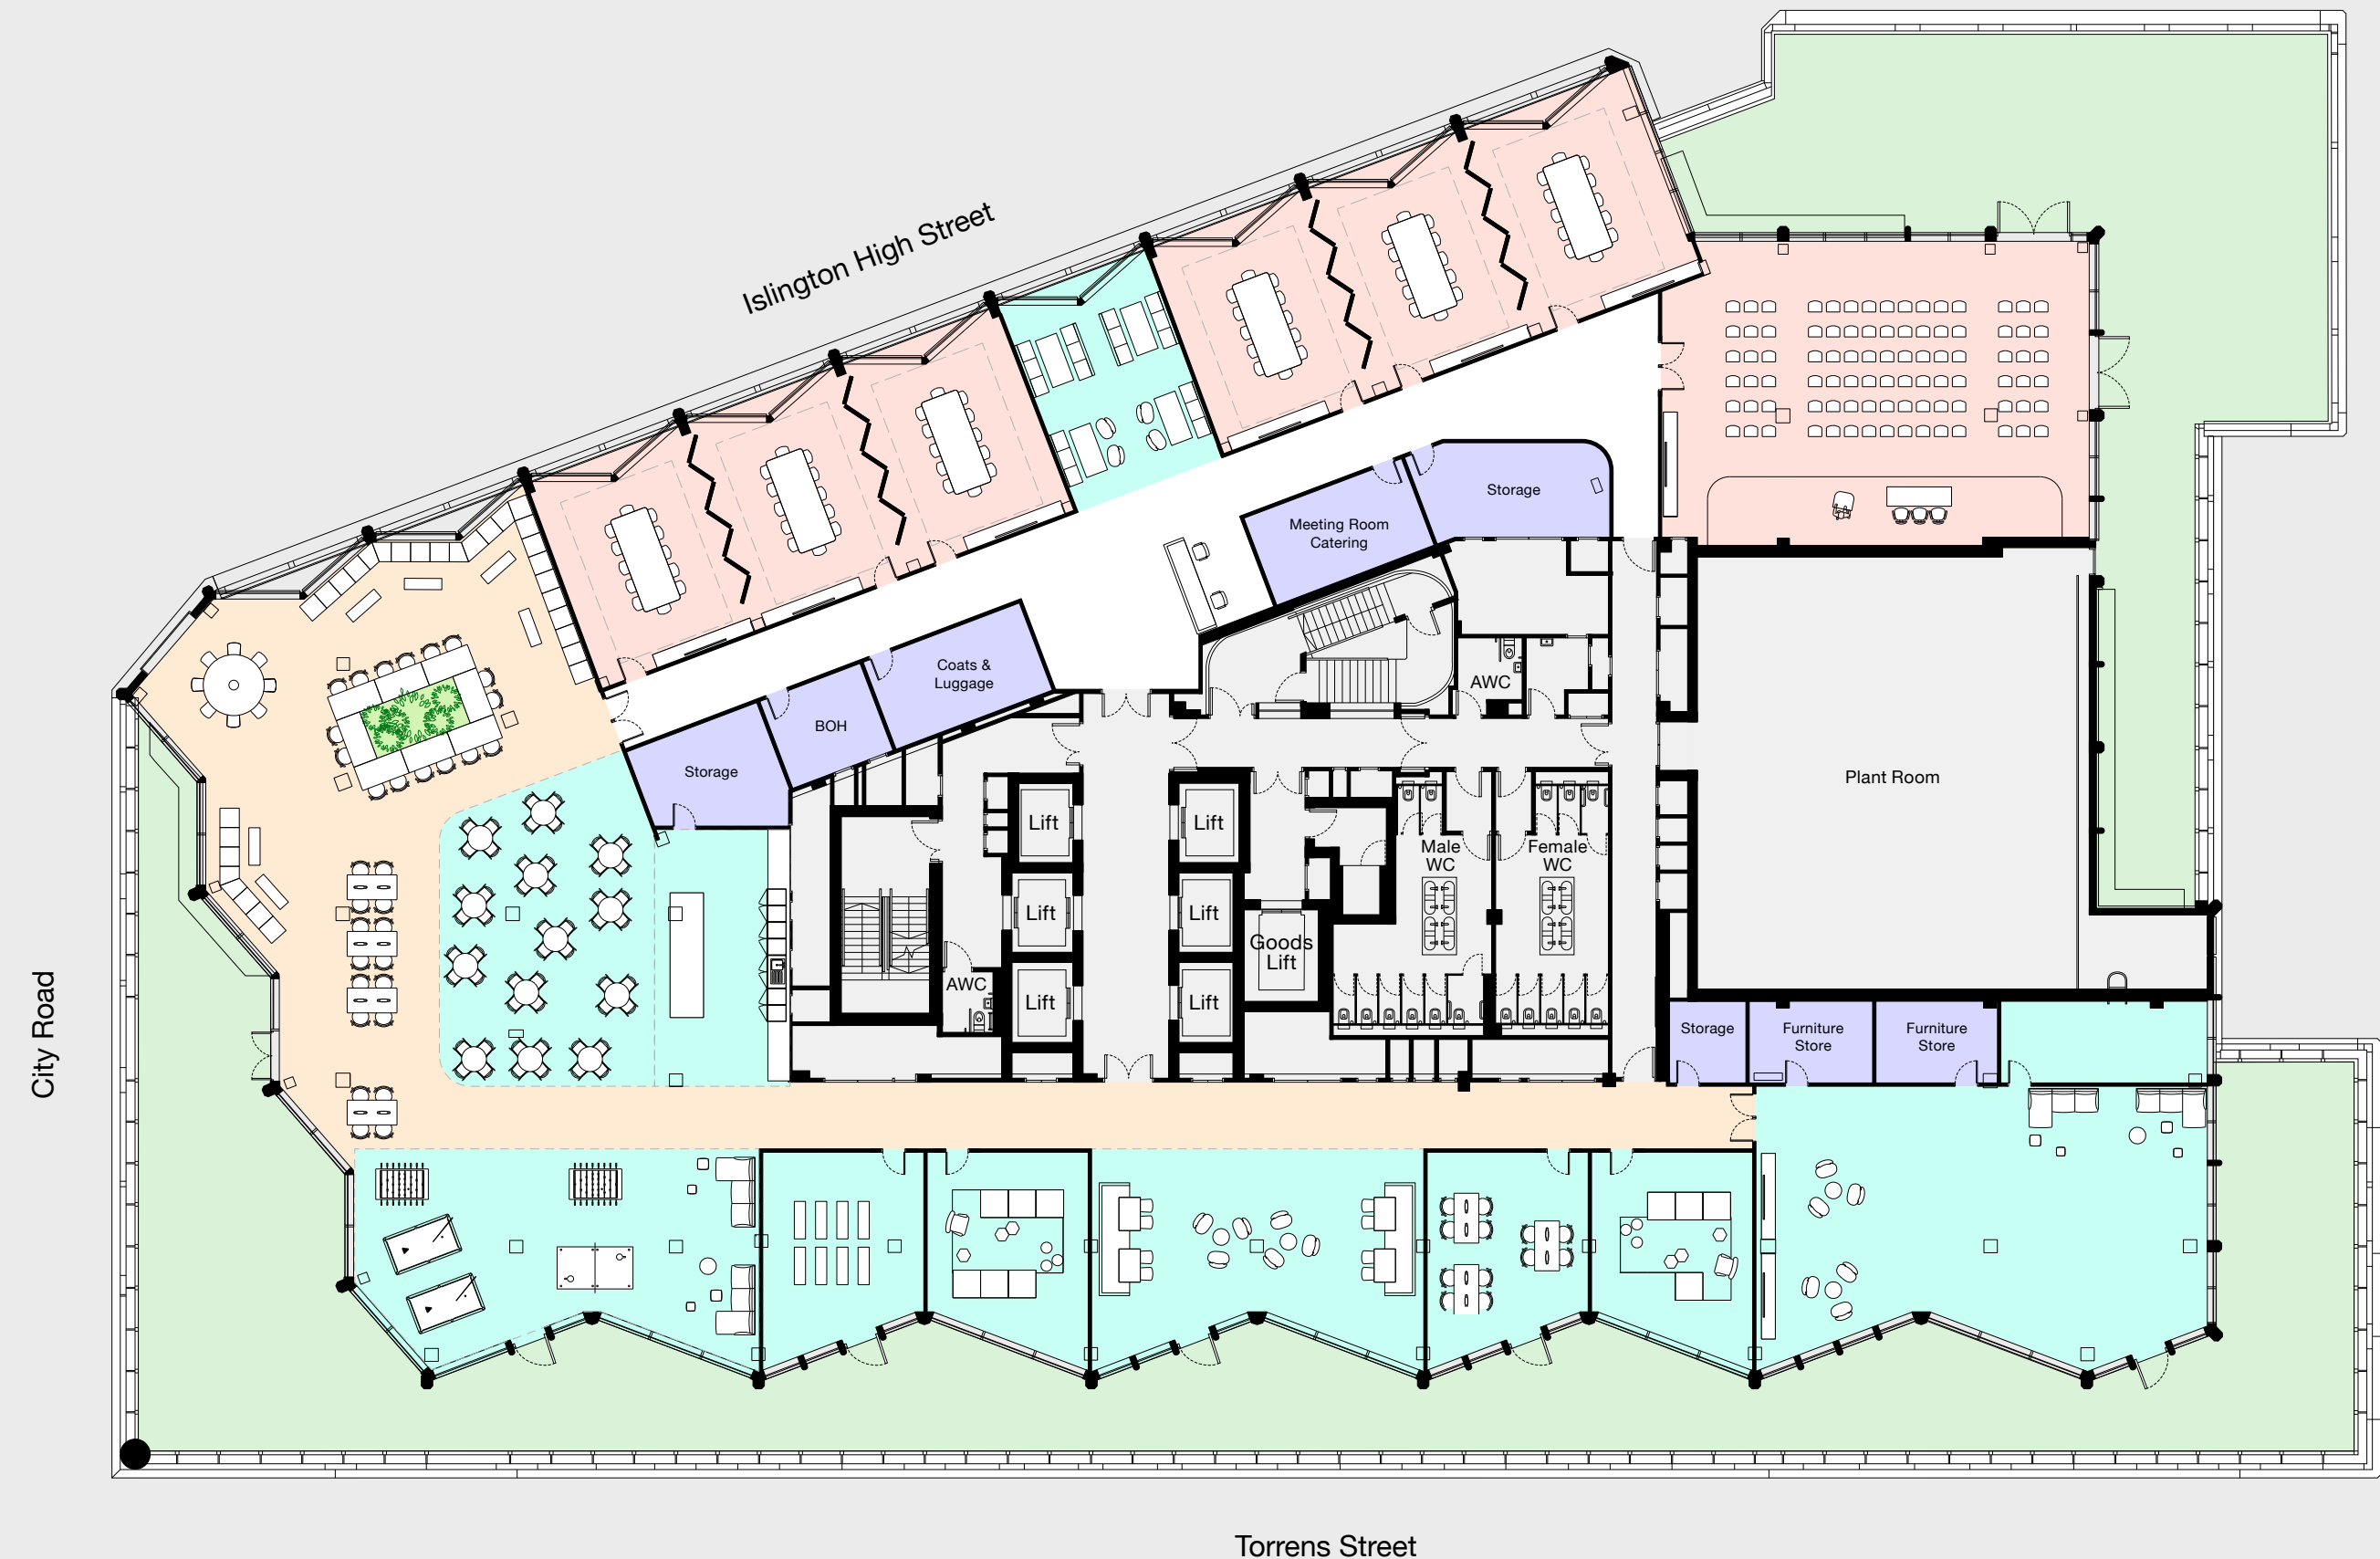 Islington High Street
Storage
Meeting Room
Catering
Coats &
Luggage
AWC
BOH
Storage
Plant Room
Lift
Lift
Male
WC
Female
WC
Lift
Lift
Goods
Lift
AWC
Lift
Lift
Storage
Furniture
Store
Furniture
Store
City Road
Torrens Street